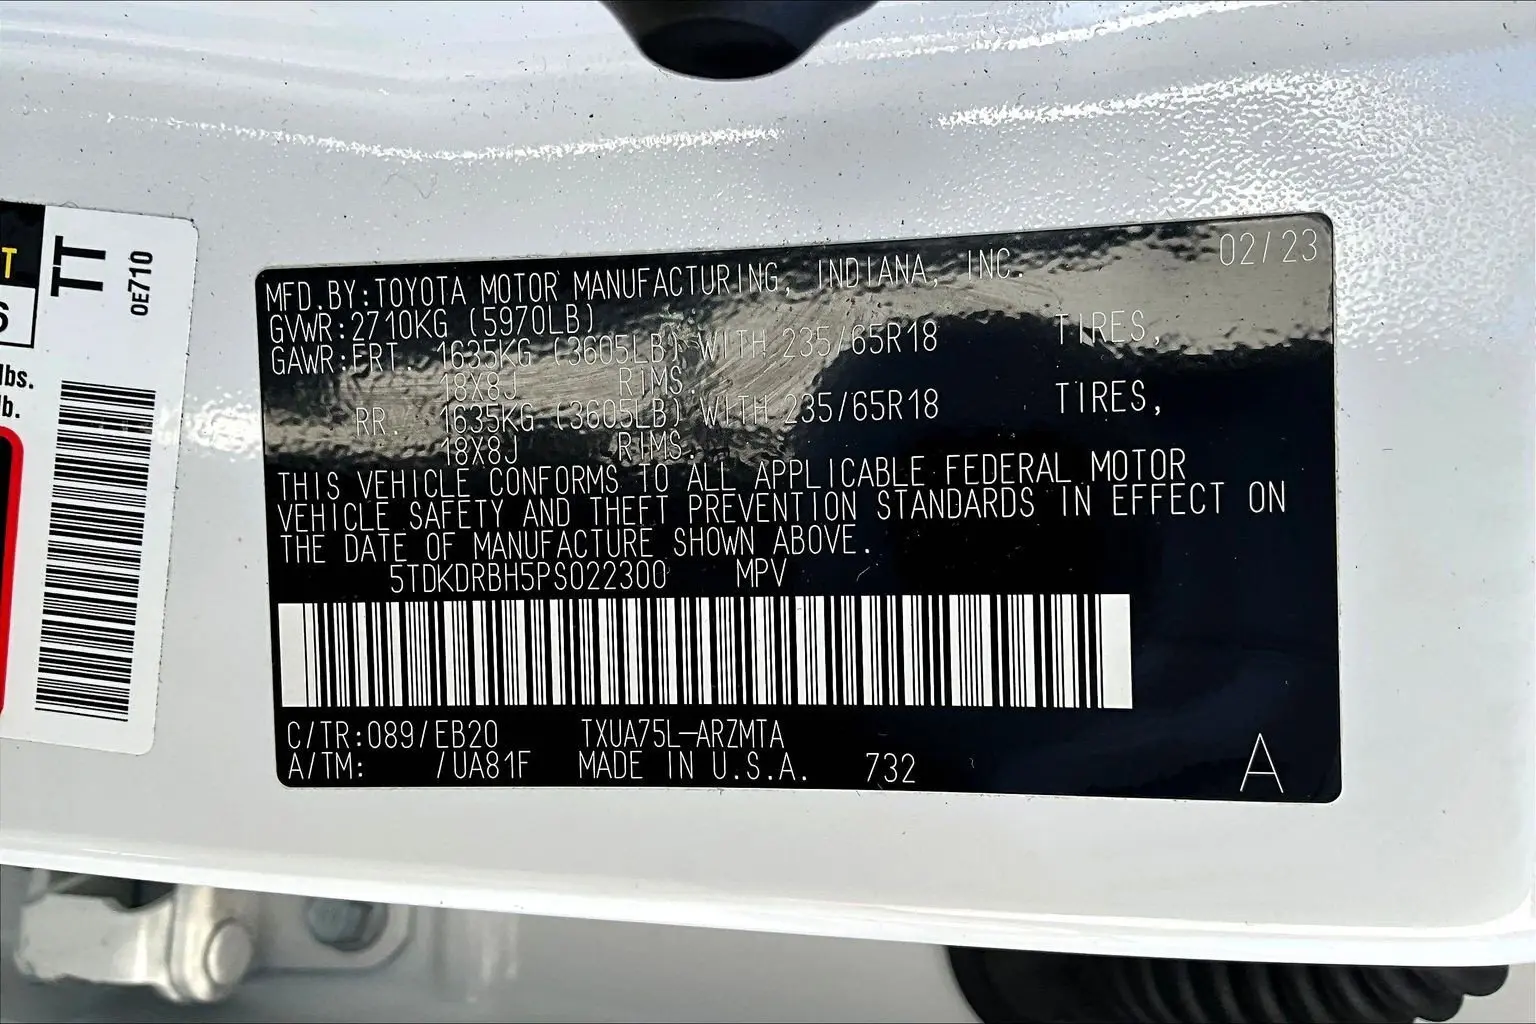 T
6
lbs.
lb.
TT
0E710
02/23
MFD.BY:TOYOTA MOTOR MANUFACTURING, INDIANA, INC.
GVWR:2710KG (5970LB)
GAWR:FRT. 1635KG (3605LB) WITH 235/65R18 TIRES,
18X8J RIMS.
RR. 1635KG (3605LB) WITH 235/65R18 TIRES,
18X8J RIMS.
THIS VEHICLE CONFORMS TO ALL APPLICABLE FEDERAL MOTOR
VEHICLE SAFETY AND THEFT PREVENTION STANDARDS IN EFFECT ON
THE DATE OF MANUFACTURE SHOWN ABOVE.
5TDKDRBH5PS022300 MPV
C/TR:089/EB20 TXUA75L-ARZMTA
A/TM: /UA81F MADE IN U.S.A. 732
A